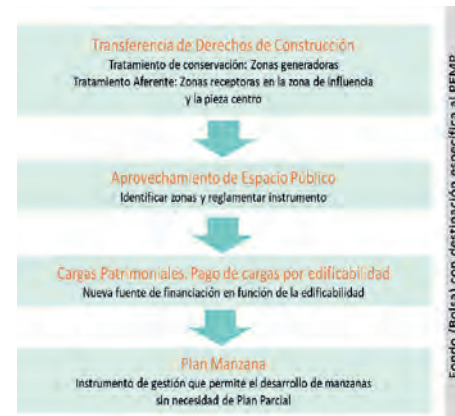 Transferencia de Derechos de Construcción
Tratamiento de conservación: Zonas generadoras
Tratamiento Aferente: Zonas receptoras en la zona de influencia
y la pieza centro
Aprovechamiento de Espacio Público
Identificar zonas y reglamentar instrumento
Cargas Patrimoniales. Pago de cargas por edificabilidad
Nueva fuente de financiación en función de la edificabilidad
Plan Manzana
Instrumento de gestión que permite el desarrollo de manzanas
sin necesidad de Plan Parcial
Fondo (Bolsa) con destinación específica al PEMP